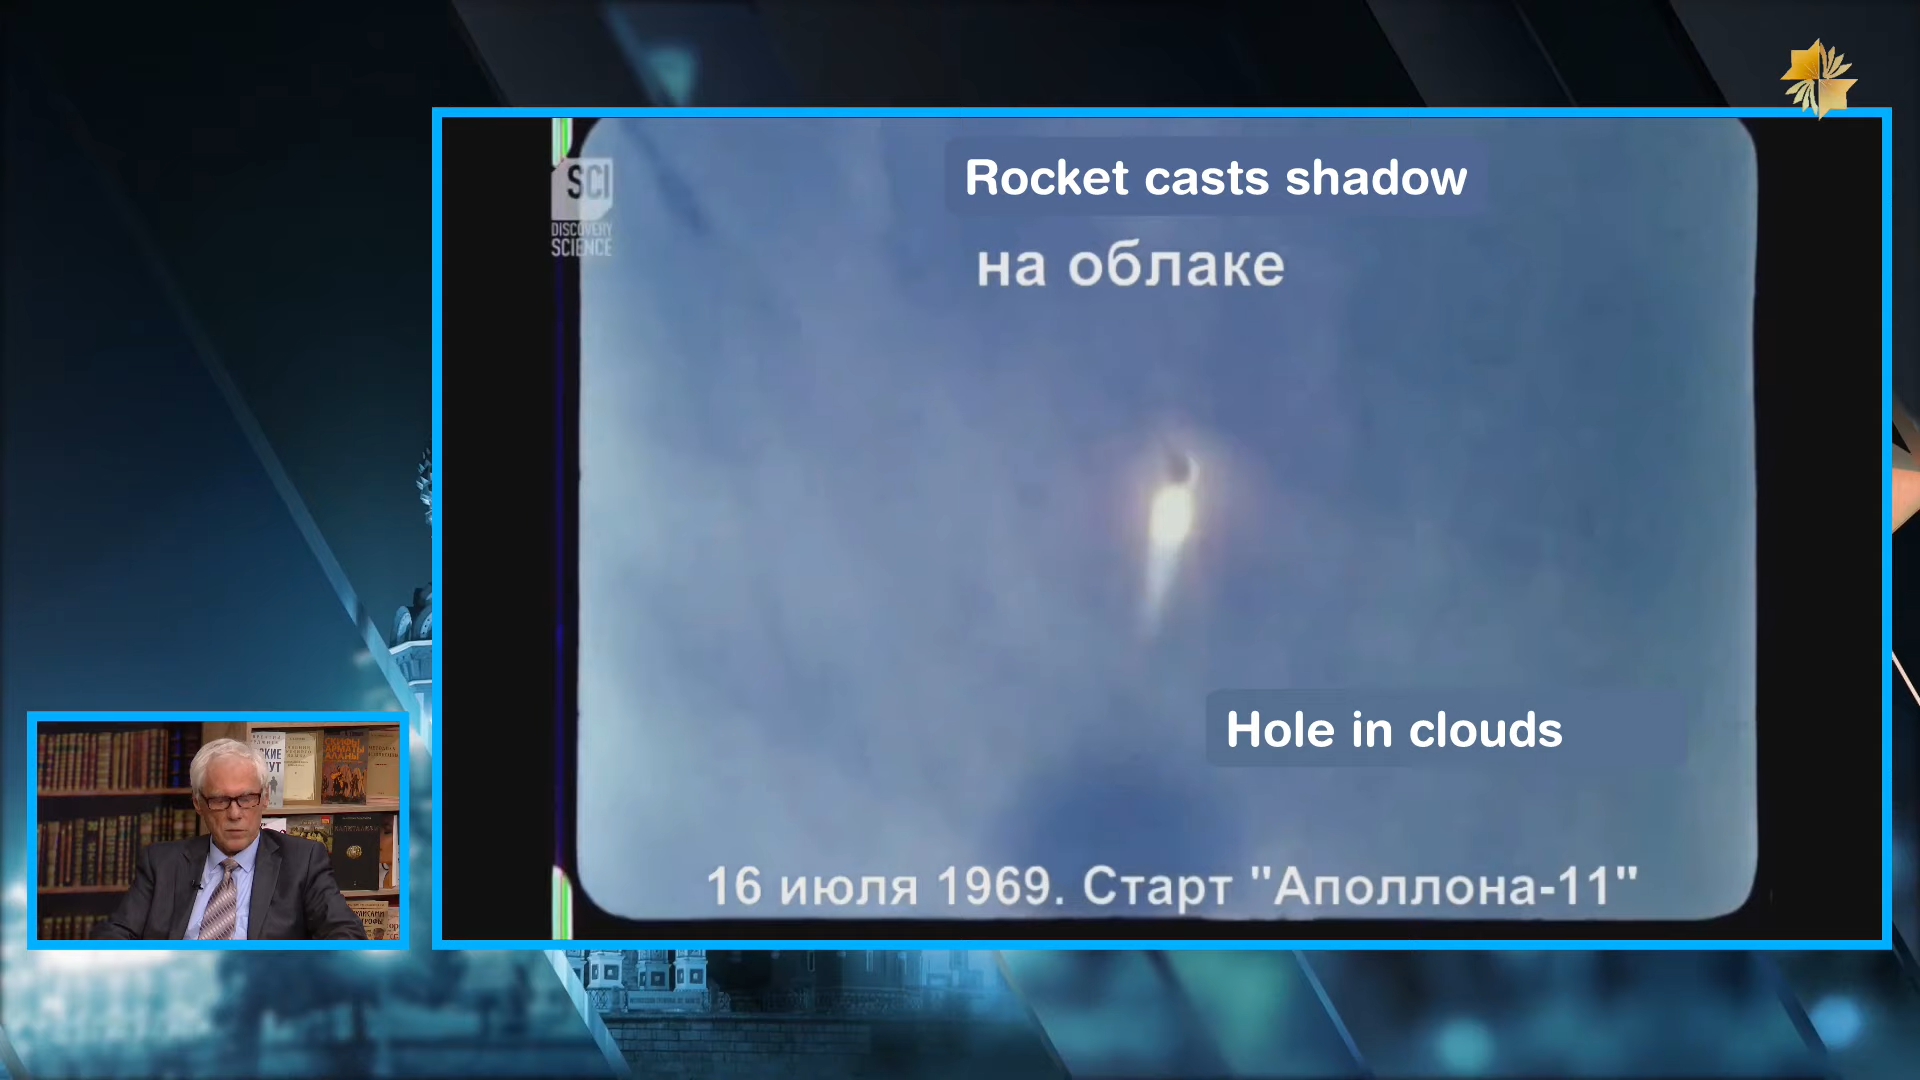 Rocket casts shadow
SCI
DISCOVERY
SCIENCE
на облаке
Hole in clouds
16 июля 1969. Старт "Аполлона-11"